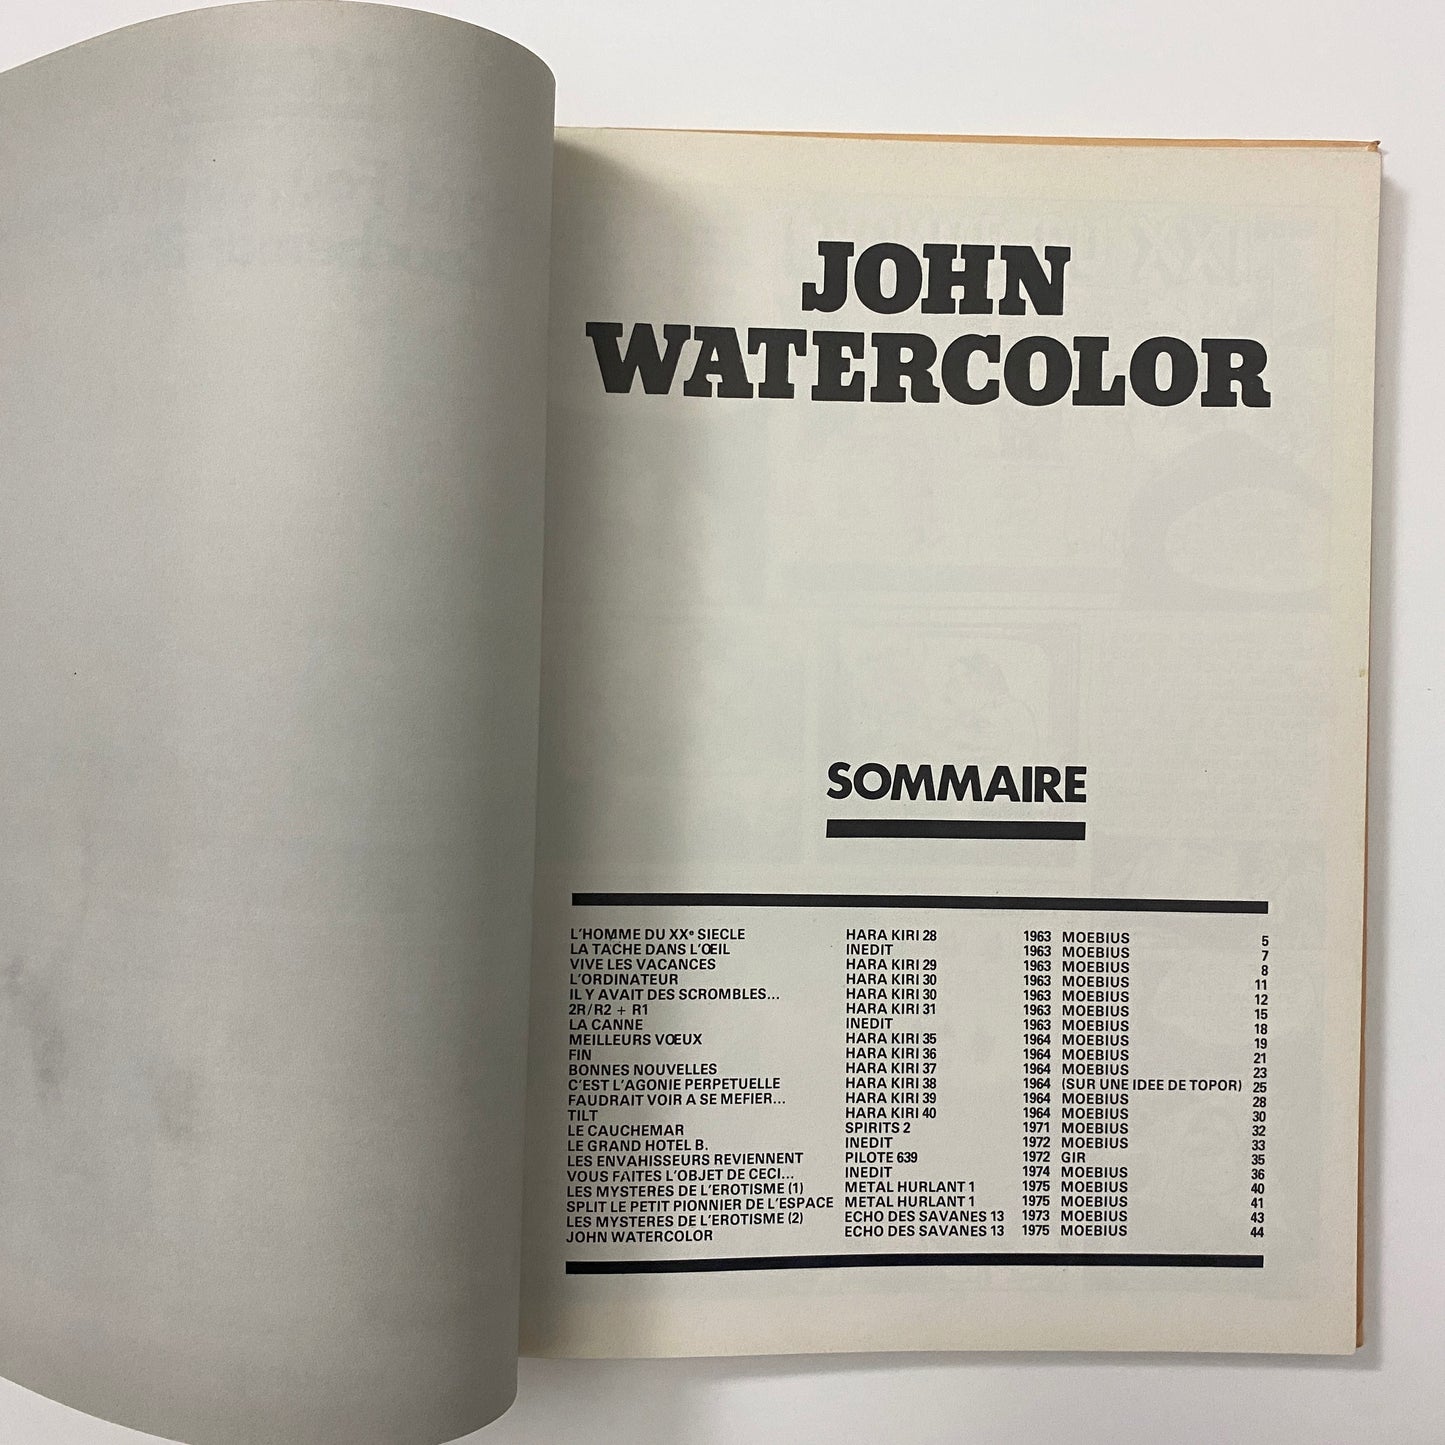 JOHN
WATERCOLOR
SOMMAIRE
L'HOMME DU XXe SIECLE HARA KIRI 28 1963 MOEBIUS 5
LA TACHE DANS L'ŒIL INEDIT 1963 MOEBIUS 7
VIVE LES VACANCES HARA KIRI 29 1963 MOEBIUS 8
L'ORDINATEUR HARA KIRI 30 1963 MOEBIUS 11
IL Y AVAIT DES SCROMBLES... HARA KIRI 30 1963 MOEBIUS 12
2R/R2 + R1 HARA KIRI 31 1963 MOEBIUS 15
LA CANNE INEDIT 1963 MOEBIUS 18
MEILLEURS VŒUX HARA KIRI 35 1964 MOEBIUS 19
FIN HARA KIRI 36 1964 MOEBIUS 21
BONNES NOUVELLES HARA KIRI 37 1964 MOEBIUS 23
C'EST L'AGONIE PERPETUELLE HARA KIRI 38 1964 (SUR UNE IDEE DE TOPOR) 25
FAUDRAIT VOIR A SE MEFIER... HARA KIRI 39 1964 MOEBIUS 28
TILT HARA KIRI 40 1964 MOEBIUS 30
LE CAUCHEMAR SPIRITS 2 1971 MOEBIUS 32
LE GRAND HOTEL B. INEDIT 1972 MOEBIUS 33
LES ENVAHISSEURS REVIENNENT PILOTE 639 1972 GIR 35
VOUS FAITES L'OBJET DE CECI... INEDIT 1974 MOEBIUS 36
LES MYSTERES DE L'EROTISME (1) METAL HURLANT 1 1975 MOEBIUS 40
SPLIT LE PETIT PIONNIER DE L'ESPACE METAL HURLANT 1 1975 MOEBIUS 41
LES MYSTERES DE L'EROTISME (2) ECHO DES SAVANES 13 1973 MOEBIUS 43
JOHN WATERCOLOR ECHO DES SAVANES 13 1975 MOEBIUS 44